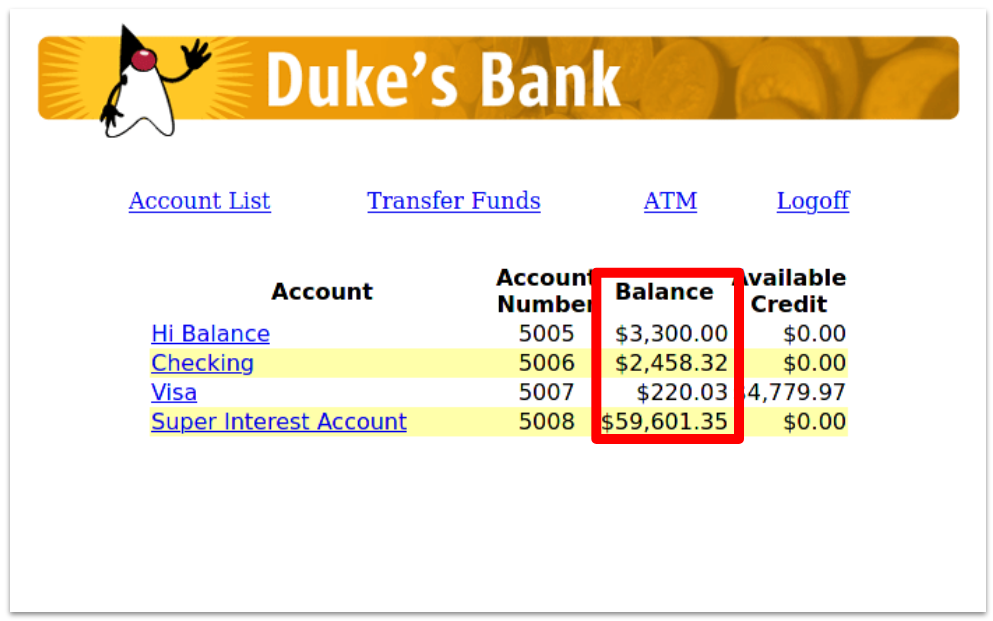 Duke's Bank
Account List Transfer Funds ATM Logoff
Account Account Number Balance Available Credit
Hi Balance 5005 $3,300.00 $0.00
Checking 5006 $2,458.32 $0.00
Visa 5007 $220.03 $4,779.97
Super Interest Account 5008 $59,601.35 $0.00